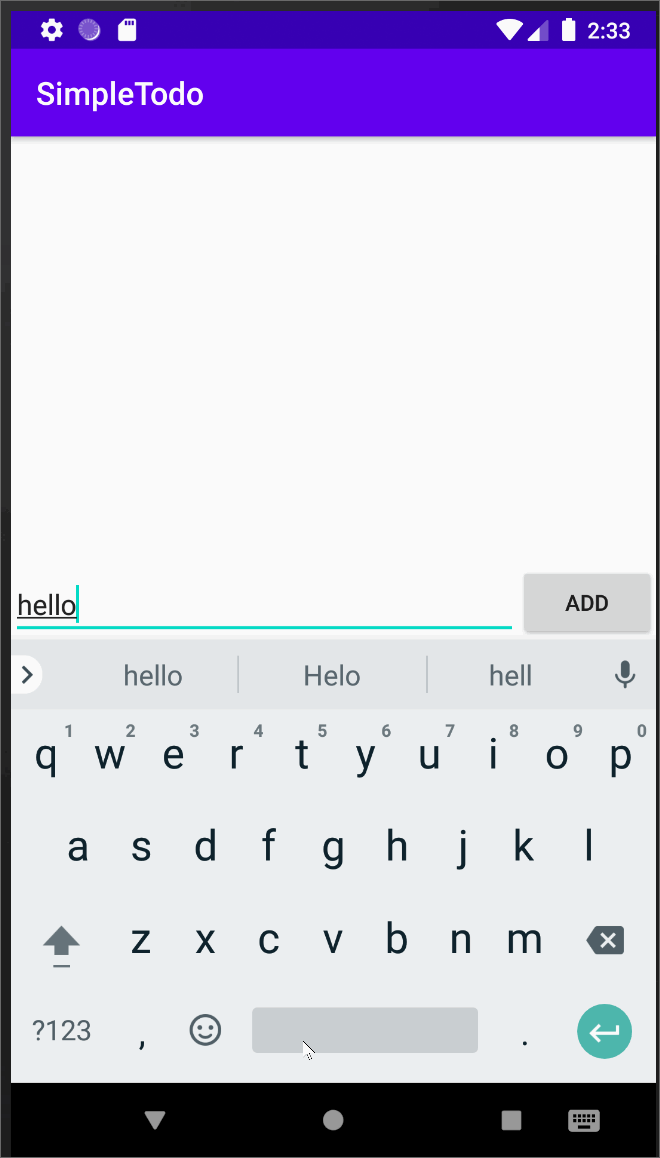 2:33
SimpleTodo
hello
ADD
hello Helo hell
1 2 3 4 5 6 7 8 9 0
q w e r t y u i o p
a s d f g h j k l
z x c v b n m
?123 , .